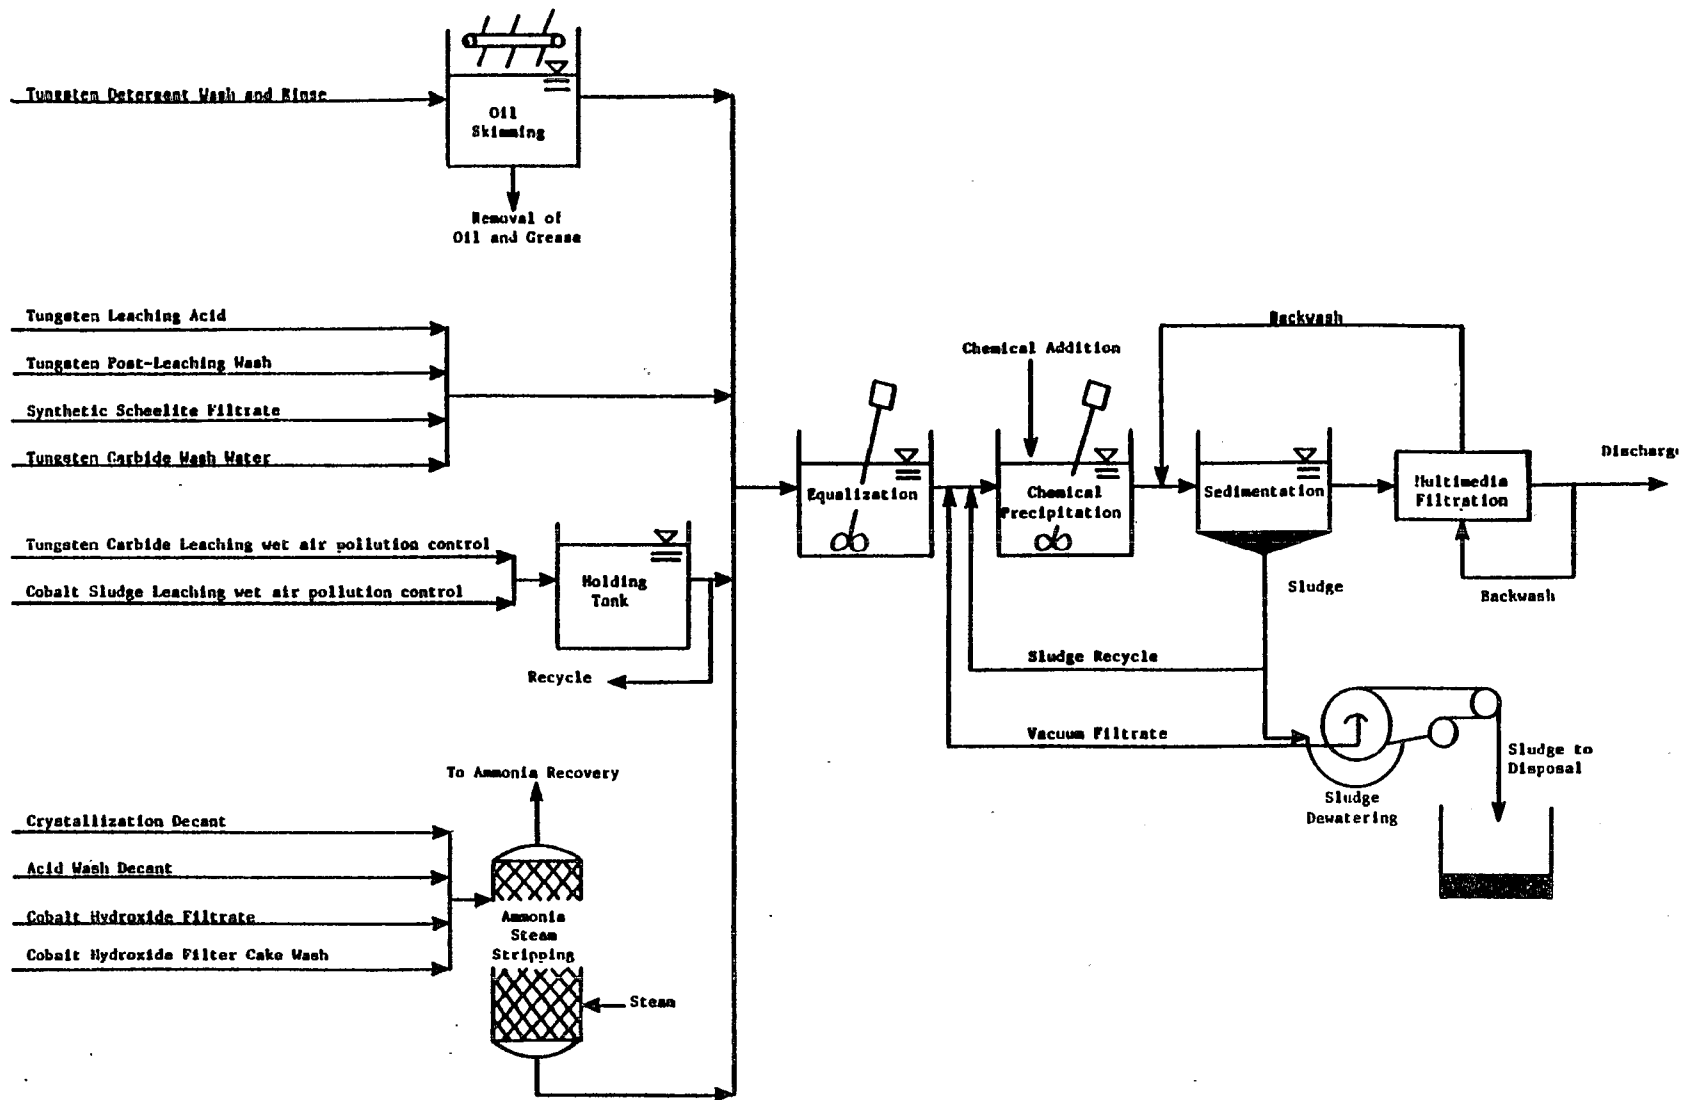 Tungsten Detergent Wash and Rinse
Oil
Skimming
Removal of
Oil and Grease
Tungsten Leaching Acid
Tungsten Post-Leaching Wash
Synthetic Scheelite Filtrate
Tungsten Carbide Wash Water
Tungsten Carbide Leaching wet air pollution control
Cobalt Sludge Leaching wet air pollution control
Holding
Tank
Recycle
To Ammonia Recovery
Crystallization Decant
Acid Wash Decant
Cobalt Hydroxide Filtrate
Cobalt Hydroxide Filter Cake Wash
Ammonia
Steam
Stripping
Steam
Equalization
Chemical Addition
Chemical
Precipitation
Backwash
Sedimentation
Multimedia
Filtration
Discharge
Backwash
Sludge
Sludge Recycle
Vacuum Filtrate
Sludge
Dewatering
Sludge to
Disposal